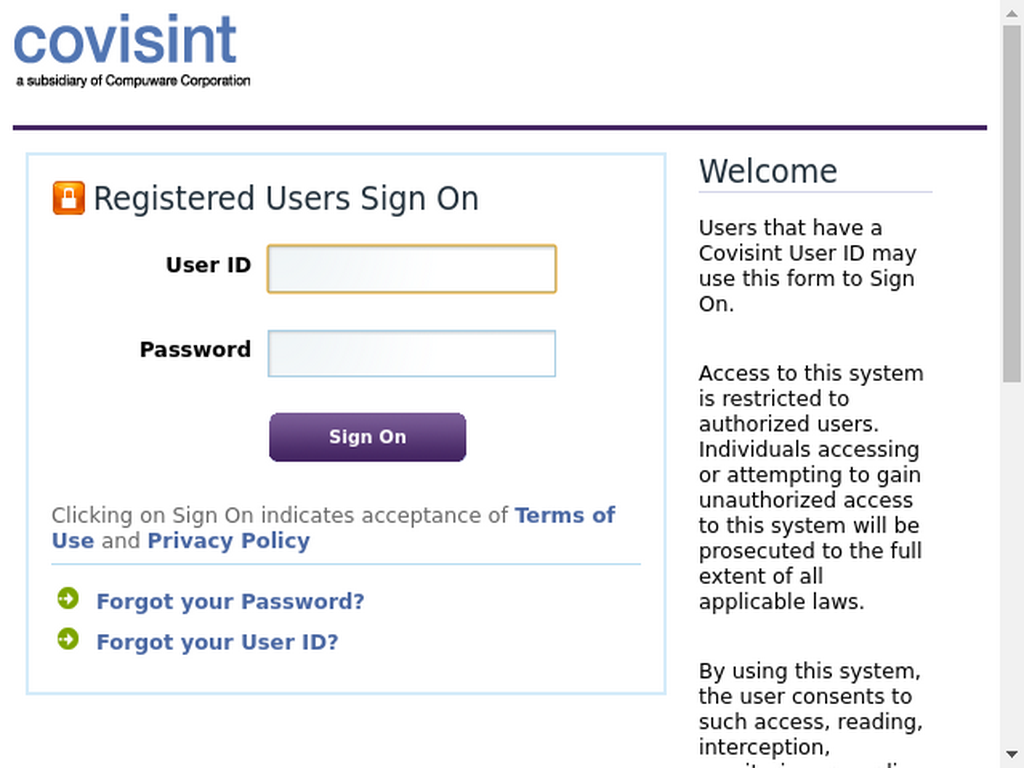 covisint
a subsidiary of Compuware Corporation
Registered Users Sign On
User ID
Password
Sign On
Clicking on Sign On indicates acceptance of Terms of
Use and Privacy Policy
Forgot your Password?
Forgot your User ID?
Welcome
Users that have a
Covisint User ID may
use this form to Sign
On.
Access to this system
is restricted to
authorized users.
Individuals accessing
or attempting to gain
unauthorized access
to this system will be
prosecuted to the full
extent of all
applicable laws.
By using this system,
the user consents to
such access, reading,
interception,